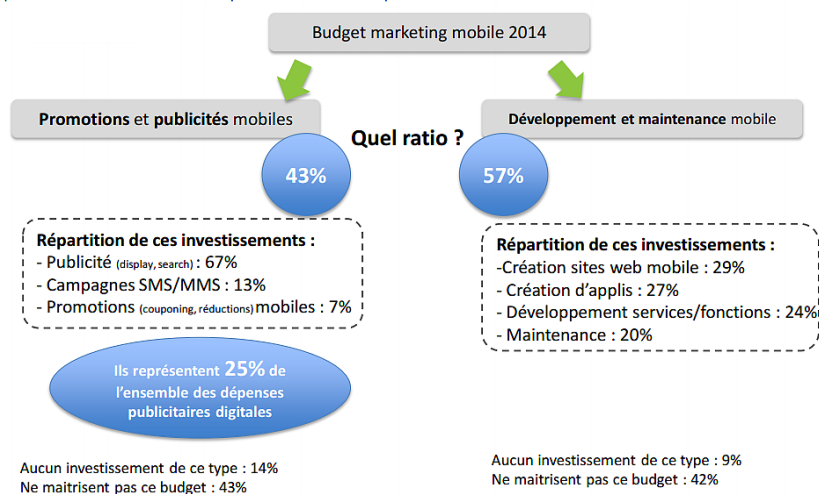 Budget marketing mobile 2014
Promotions et publicités mobiles
Quel ratio ?
Développement et maintenance mobile
43%
57%
Répartition de ces investissements :
- Publicité (display, search) : 67%
- Campagnes SMS/MMS : 13%
- Promotions (couponing, réductions) mobiles : 7%
Ils représentent 25% de
l’ensemble des dépenses
publicitaires digitales
Aucun investissement de ce type : 14%
Ne maitrisent pas ce budget : 43%
Répartition de ces investissements :
-Création sites web mobile : 29%
- Création d’applis : 27%
- Développement services/fonctions : 24%
- Maintenance : 20%
Aucun investissement de ce type : 9%
Ne maitrisent pas ce budget : 42%